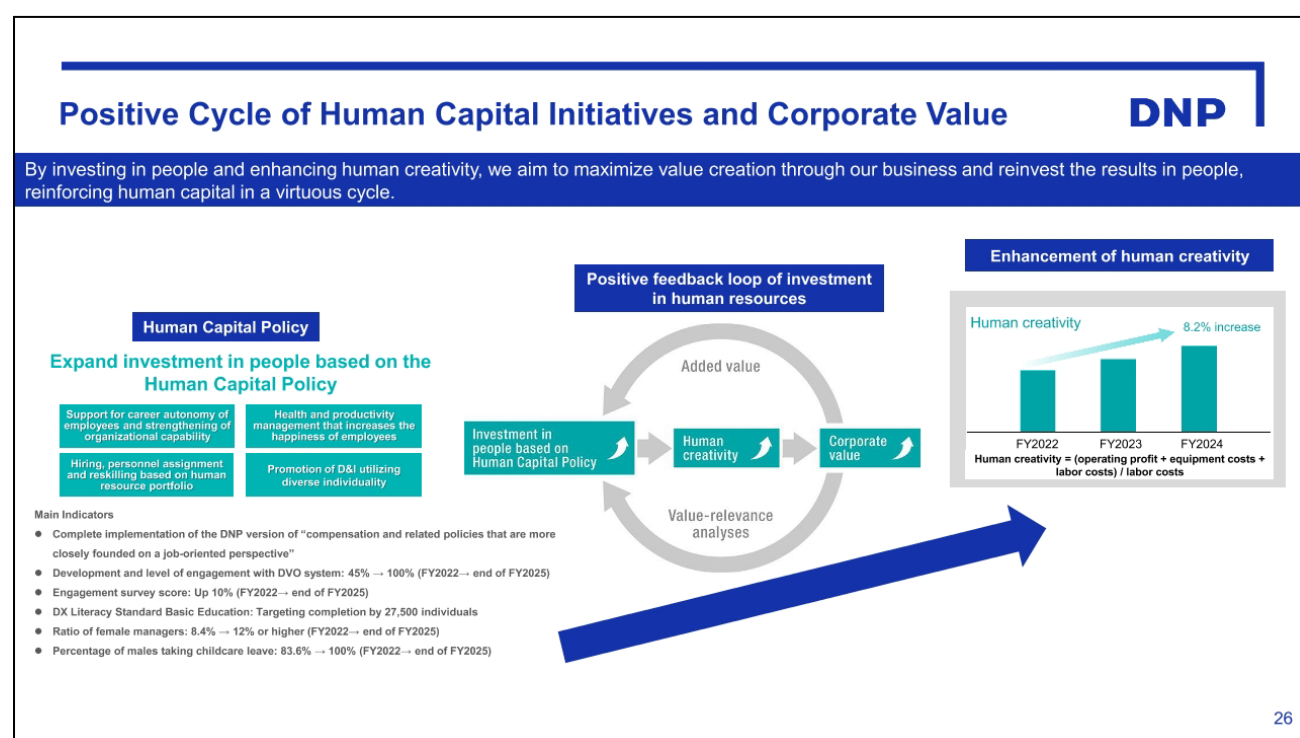 Positive Cycle of Human Capital Initiatives and Corporate Value
DNP
By investing in people and enhancing human creativity, we aim to maximize value creation through our business and reinvest the results in people,
reinforcing human capital in a virtuous cycle.
Human Capital Policy
Expand investment in people based on the
Human Capital Policy
Support for career autonomy of
employees and strengthening of
organizational capability
Health and productivity
management that increases the
happiness of employees
Hiring, personnel assignment
and reskilling based on human
resource portfolio
Promotion of D&I utilizing
diverse individuality
Main Indicators
● Complete implementation of the DNP version of “compensation and related policies that are more
closely founded on a job-oriented perspective”
● Development and level of engagement with DVO system: 45% → 100% (FY2022→ end of FY2025)
● Engagement survey score: Up 10% (FY2022→ end of FY2025)
● DX Literacy Standard Basic Education: Targeting completion by 27,500 individuals
● Ratio of female managers: 8.4% → 12% or higher (FY2022→ end of FY2025)
● Percentage of males taking childcare leave: 83.6% → 100% (FY2022→ end of FY2025)
Positive feedback loop of investment
in human resources
Added value
Investment in
people based on
Human Capital Policy
Human
creativity
Corporate
value
Value-relevance
analyses
Enhancement of human creativity
Human creativity
8.2% increase
FY2022
FY2023
FY2024
Human creativity = (operating profit + equipment costs +
labor costs) / labor costs
26